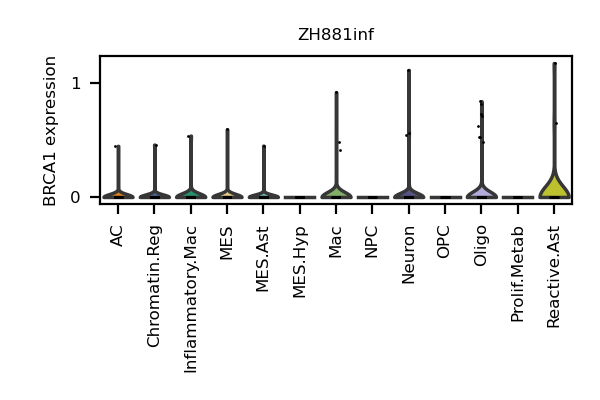 ZH881inf
BRCA1 expression
1
0
AC
Chromatin.Reg
Inflammatory.Mac
MES
MES.Ast
MES.Hyp
Mac
NPC
Neuron
OPC
Oligo
Prolif.Metab
Reactive.Ast